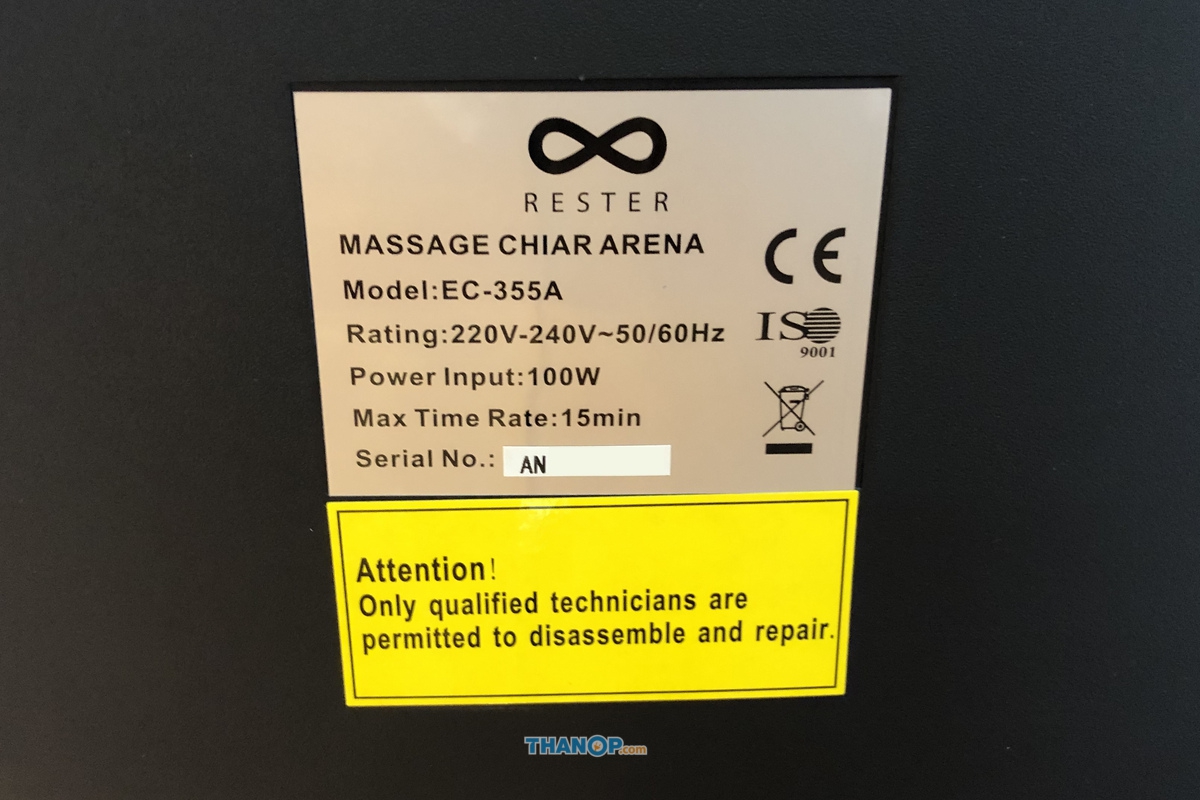 RESTER
MASSAGE CHIAR ARENA
Model:EC-355A
Rating:220V-240V~50/60Hz
Power Input:100W
Max Time Rate:15min
Serial No.: AN
CE
ISO
9001
Attention!
Only qualified technicians are
permitted to disassemble and repair.
THANOP.com